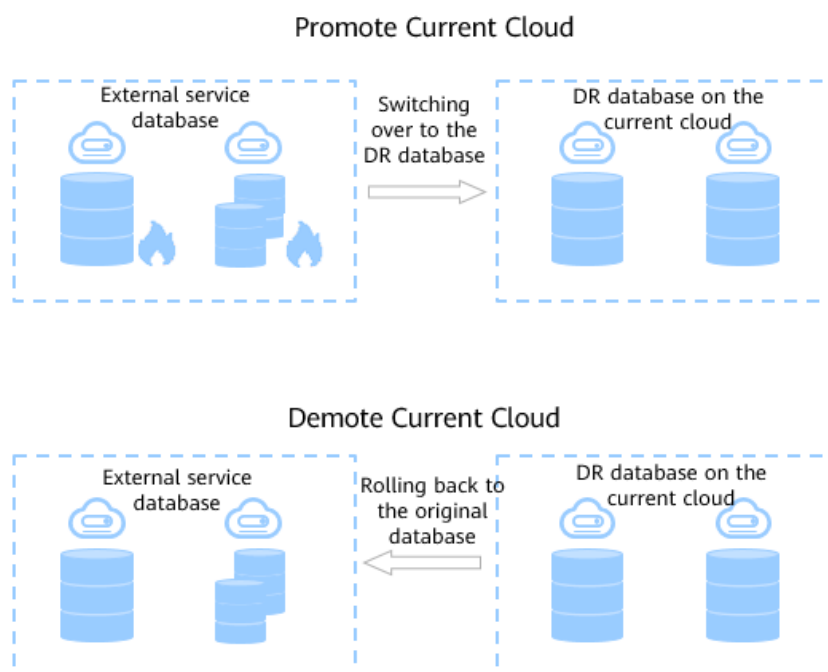 Promote Current Cloud
External service
database
Switching
over to the
DR database
DR database on the
current cloud
Demote Current Cloud
External service
database
Rolling back to
the original
database
DR database on the
current cloud